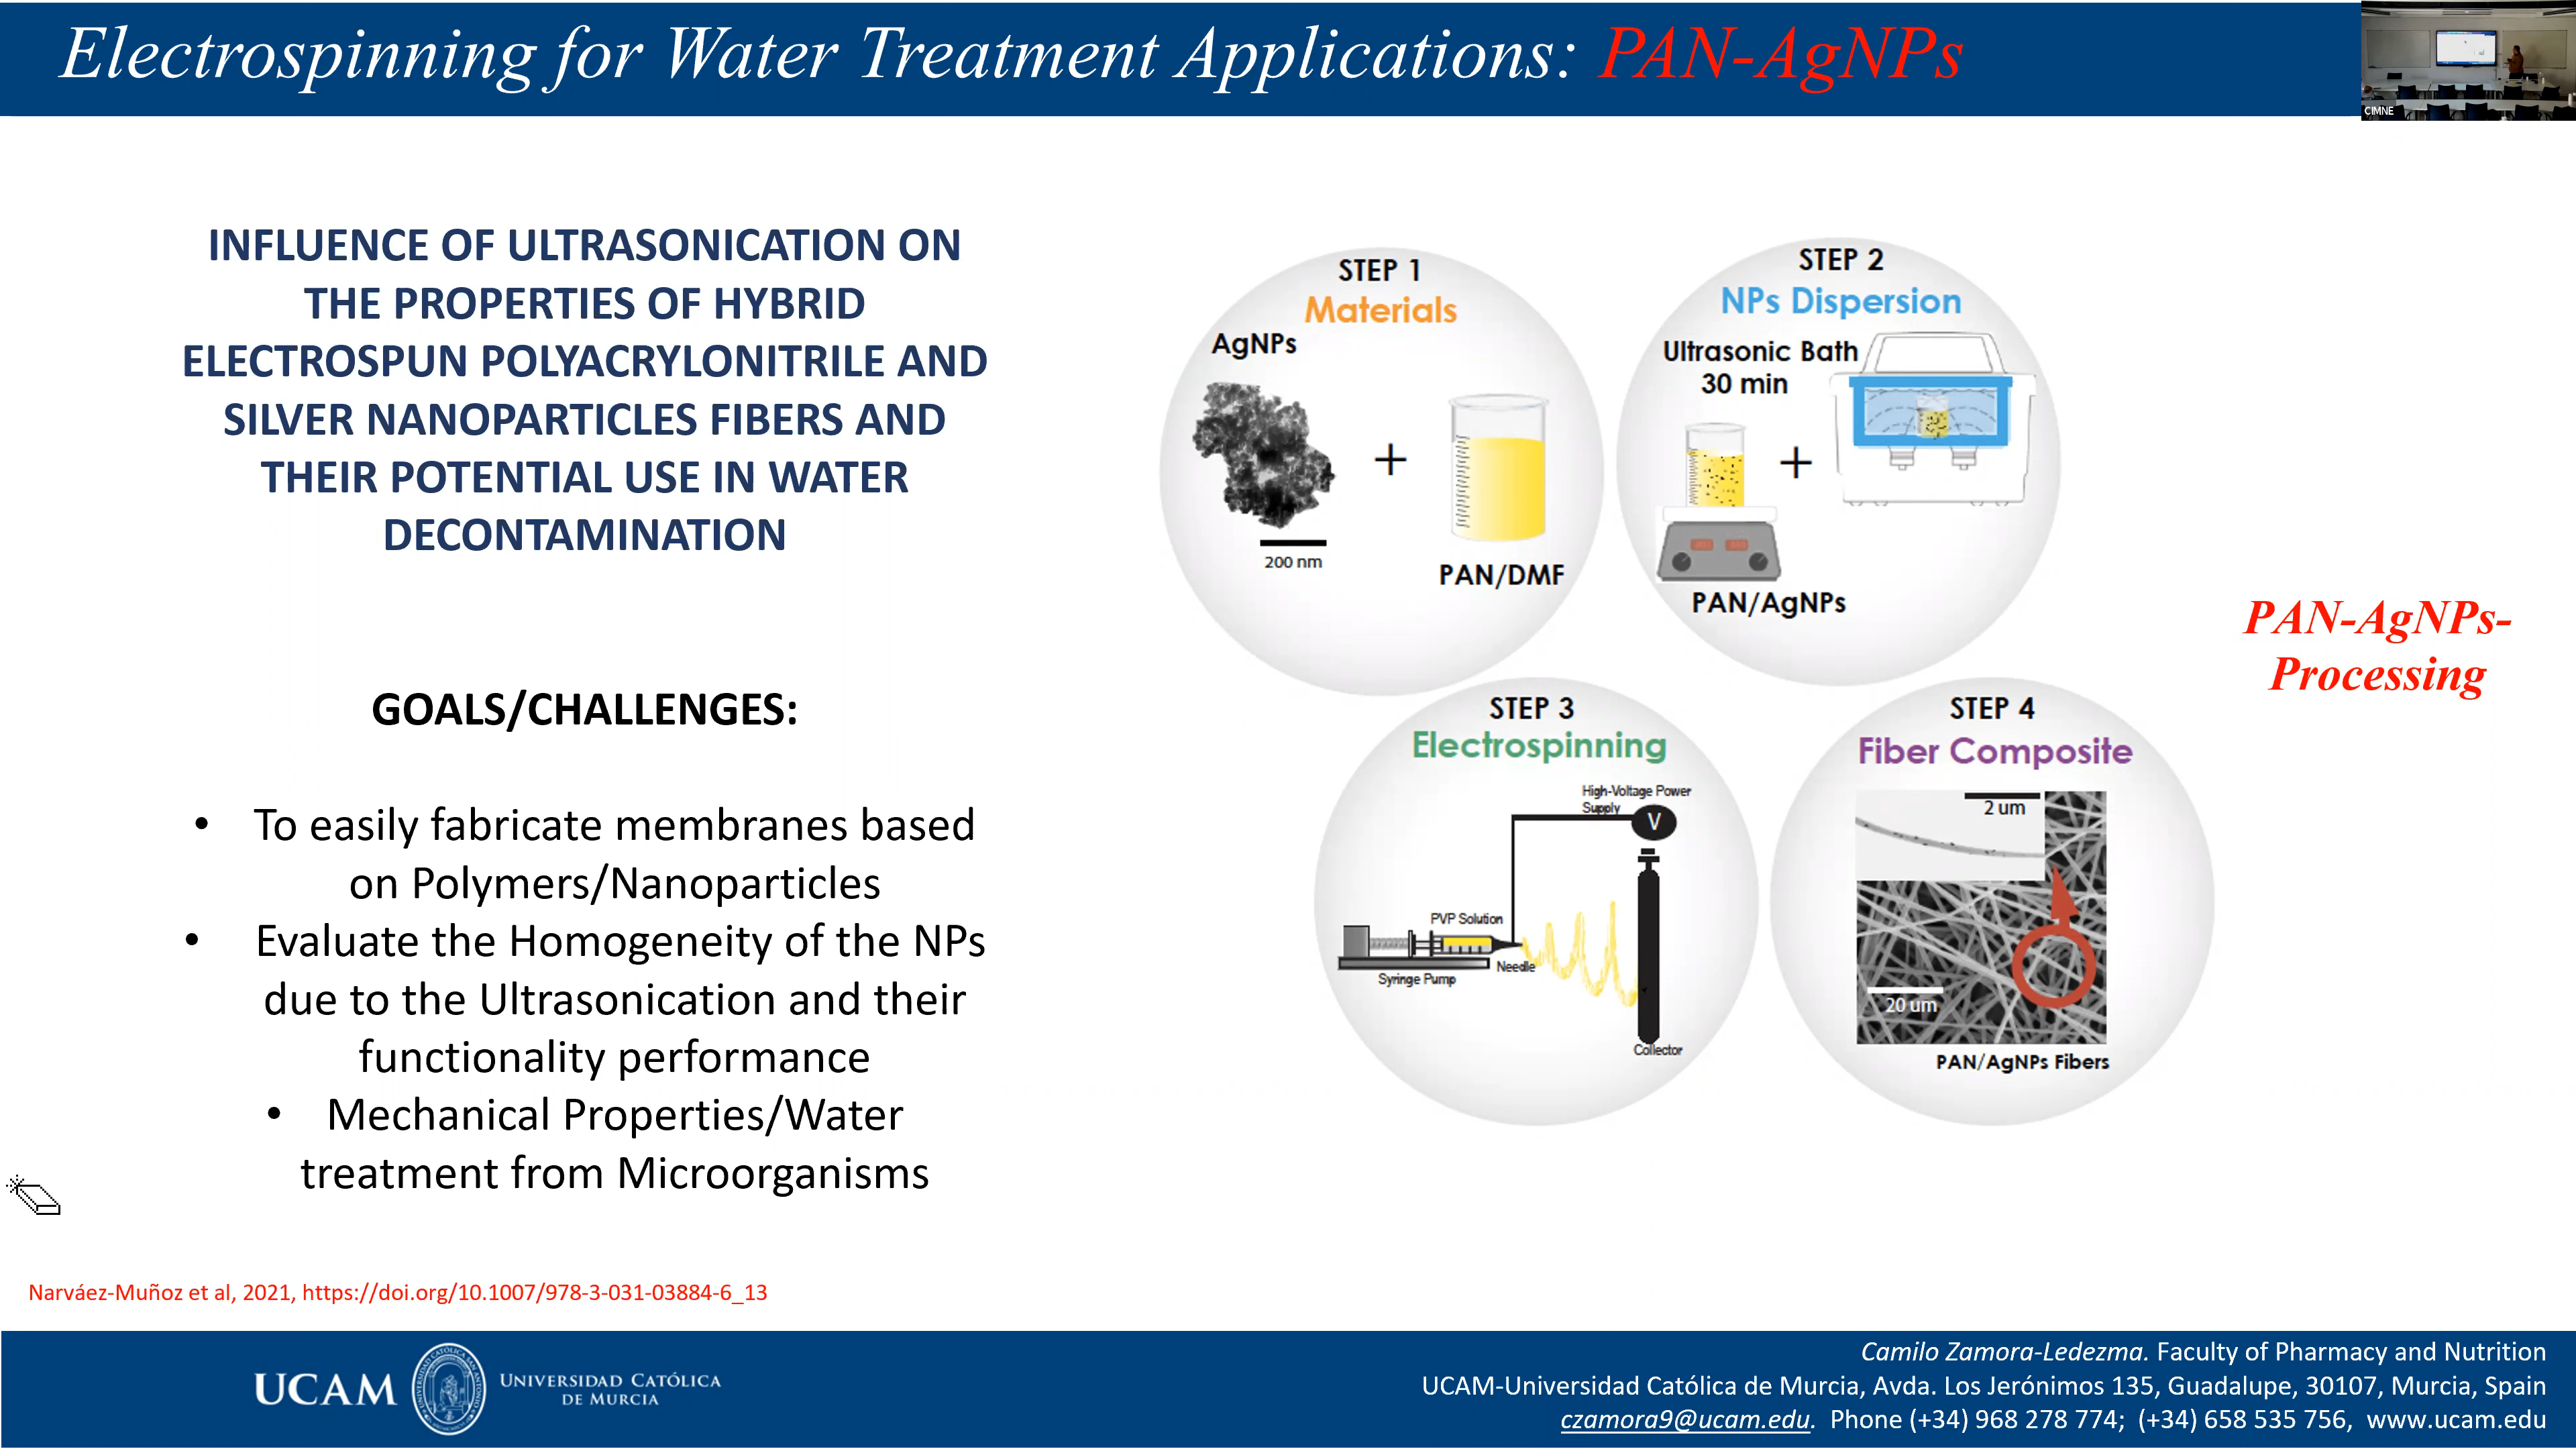 Electrospinning for Water Treatment Applications: PAN-AgNPs
CIMNE
INFLUENCE OF ULTRASONICATION ON
THE PROPERTIES OF HYBRID
ELECTROSPUN POLYACRYLONITRILE AND
SILVER NANOPARTICLES FIBERS AND
THEIR POTENTIAL USE IN WATER
DECONTAMINATION
GOALS/CHALLENGES:
• To easily fabricate membranes based
on Polymers/Nanoparticles
• Evaluate the Homogeneity of the NPs
due to the Ultrasonication and their
functionality performance
• Mechanical Properties/Water
treatment from Microorganisms
STEP 1
Materials
AgNPs
+
200 nm
PAN/DMF
STEP 2
NPs Dispersion
Ultrasonic Bath
30 min
+
PAN/AgNPs
STEP 3
Electrospinning
High-Voltage Power
Supply
V
PVP Solution
Needle
Syringe Pump
Collector
STEP 4
Fiber Composite
2 um
20 um
PAN/AgNPs Fibers
PAN-AgNPs-
Processing
Narváez-Muñoz et al, 2021, https://doi.org/10.1007/978-3-031-03884-6_13
UCAM
UNIVERSIDAD CATÓLICA
DE MURCIA
Camilo Zamora-Ledezma. Faculty of Pharmacy and Nutrition
UCAM-Universidad Católica de Murcia, Avda. Los Jerónimos 135, Guadalupe, 30107, Murcia, Spain
czamora9@ucam.edu. Phone (+34) 968 278 774; (+34) 658 535 756, www.ucam.edu